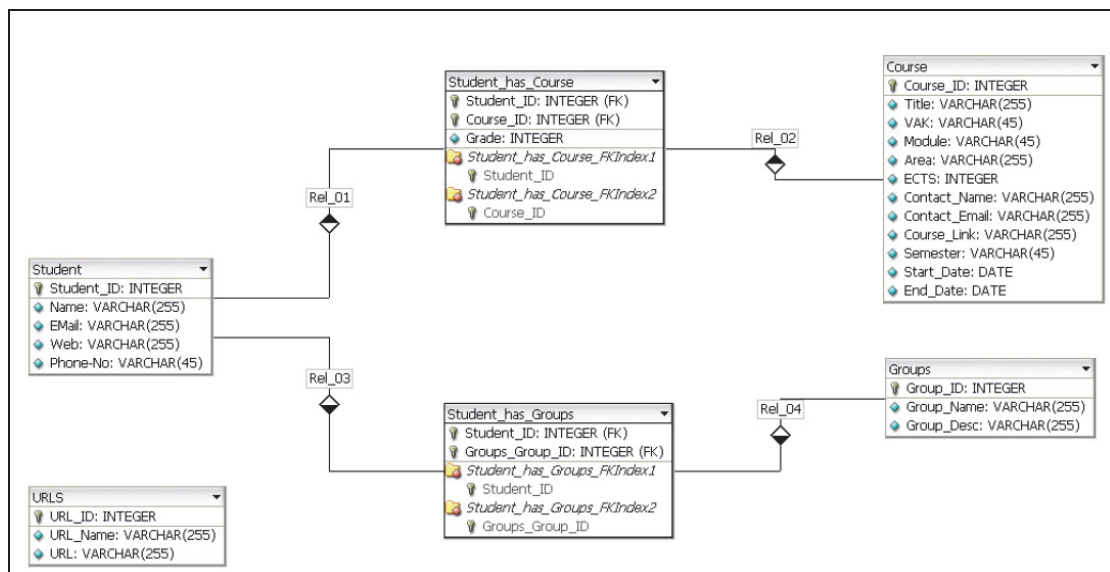 Student_has_Course
Student_ID: INTEGER (FK)
Course_ID: INTEGER (FK)
Grade: INTEGER
Student_has_Course_FKIndex1
Student_ID
Student_has_Course_FKIndex2
Course_ID
Course
Course_ID: INTEGER
Title: VARCHAR(255)
VAK: VARCHAR(45)
Module: VARCHAR(45)
Area: VARCHAR(255)
ECTS: INTEGER
Contact_Name: VARCHAR(255)
Contact_Email: VARCHAR(255)
Course_Link: VARCHAR(255)
Semester: VARCHAR(45)
Start_Date: DATE
End_Date: DATE
Rel_02
Rel_01
Student
Student_ID: INTEGER
Name: VARCHAR(255)
EMail: VARCHAR(255)
Web: VARCHAR(255)
Phone-No: VARCHAR(45)
Rel_03
Student_has_Groups
Student_ID: INTEGER (FK)
Groups_Group_ID: INTEGER (FK)
Student_has_Groups_FKIndex1
Student_ID
Student_has_Groups_FKIndex2
Groups_Group_ID
Rel_04
Groups
Group_ID: INTEGER
Group_Name: VARCHAR(255)
Group_Desc: VARCHAR(255)
URLS
URL_ID: INTEGER
URL_Name: VARCHAR(255)
URL: VARCHAR(255)